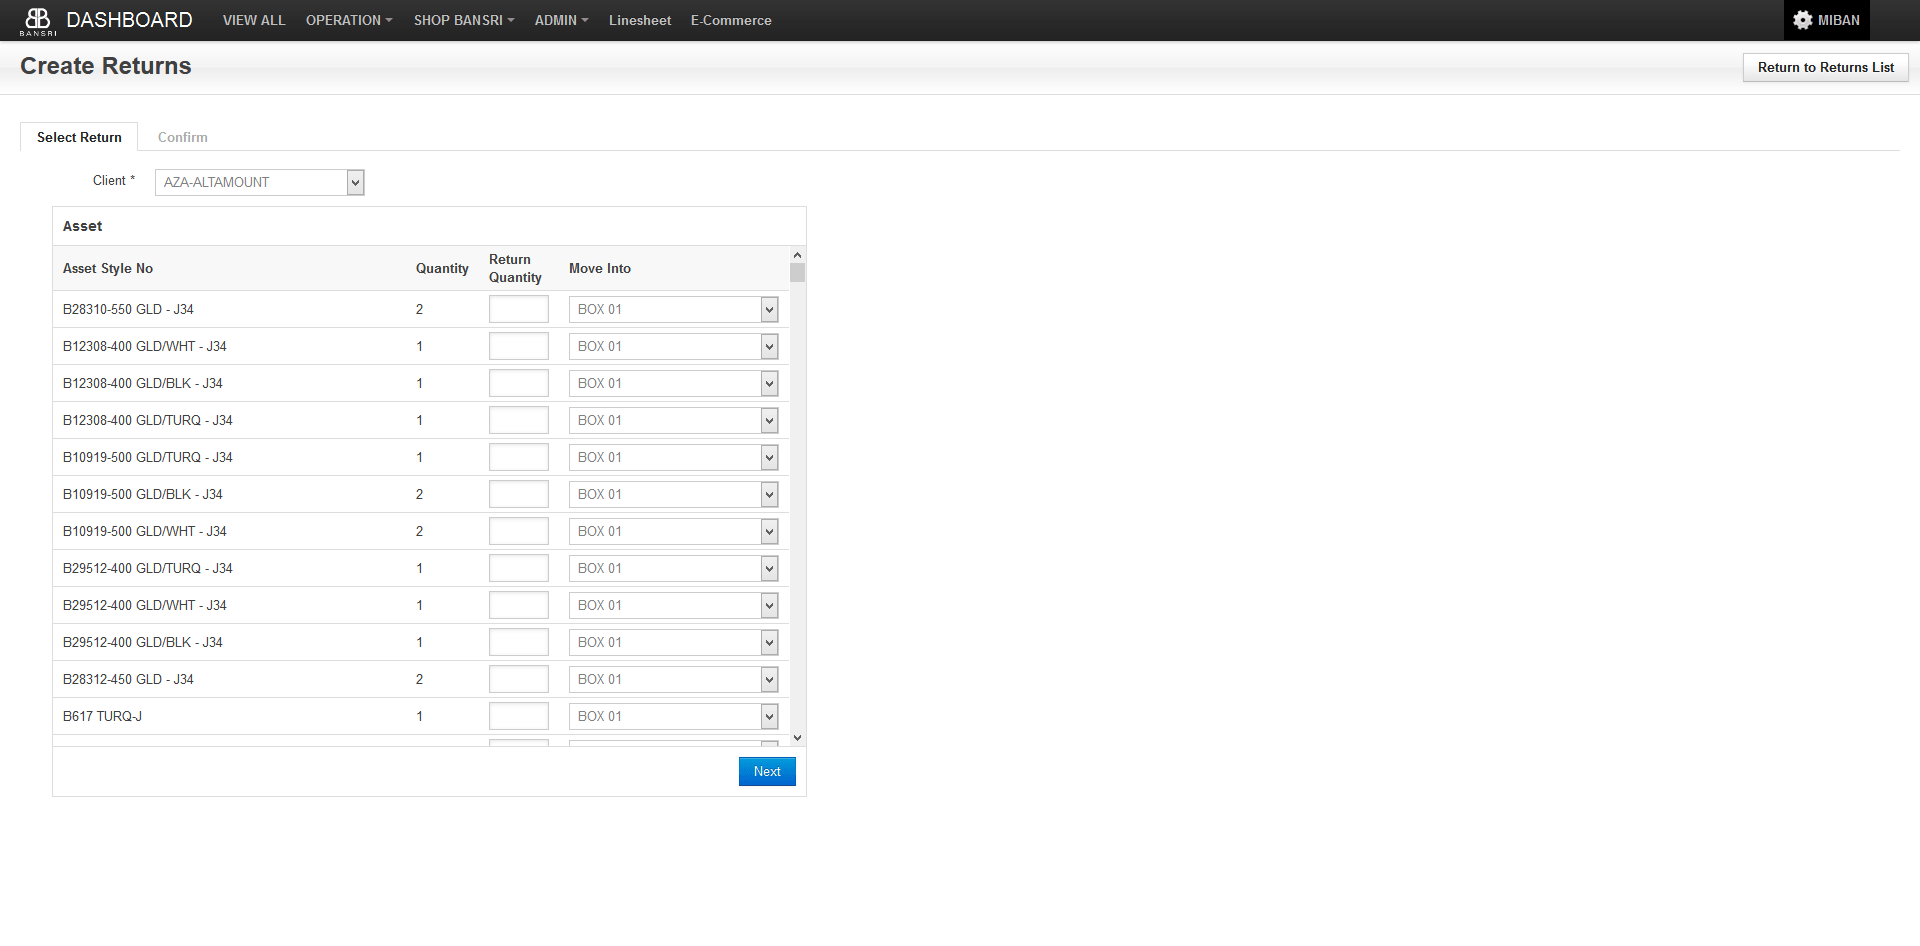 BANSRI DASHBOARD VIEW ALL OPERATION SHOP BANSRI ADMIN Linesheet E-Commerce MIBAN
Create Returns Return to Returns List
Select Return Confirm
Client * AZA-ALTAMOUNT
Asset
Asset Style No Quantity Return Quantity Move Into
B28310-550 GLD - J34 2 BOX 01
B12308-400 GLD/WHT - J34 1 BOX 01
B12308-400 GLD/BLK - J34 1 BOX 01
B12308-400 GLD/TURQ - J34 1 BOX 01
B10919-500 GLD/TURQ - J34 1 BOX 01
B10919-500 GLD/BLK - J34 2 BOX 01
B10919-500 GLD/WHT - J34 2 BOX 01
B29512-400 GLD/TURQ - J34 1 BOX 01
B29512-400 GLD/WHT - J34 1 BOX 01
B29512-400 GLD/BLK - J34 1 BOX 01
B28312-450 GLD - J34 2 BOX 01
B617 TURQ-J 1 BOX 01
Next